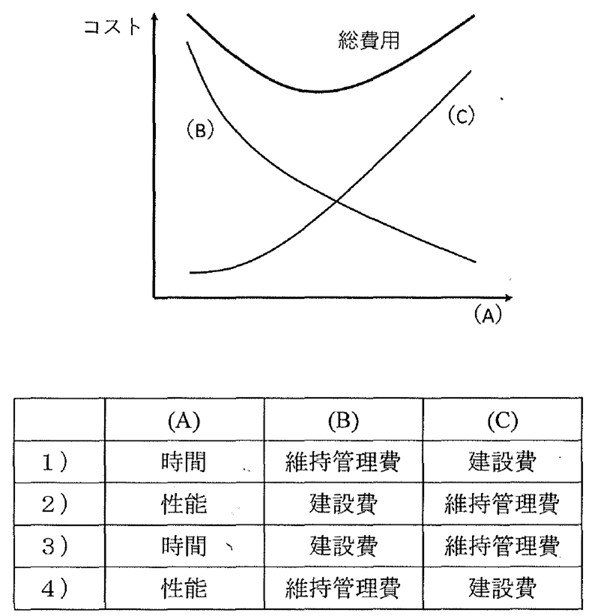 コスト
総費用
(B)
(C)
(A)
(A) (B) (C)
1) 時間 維持管理費 建設費
2) 性能 建設費 維持管理費
3) 時間 建設費 維持管理費
4) 性能 維持管理費 建設費